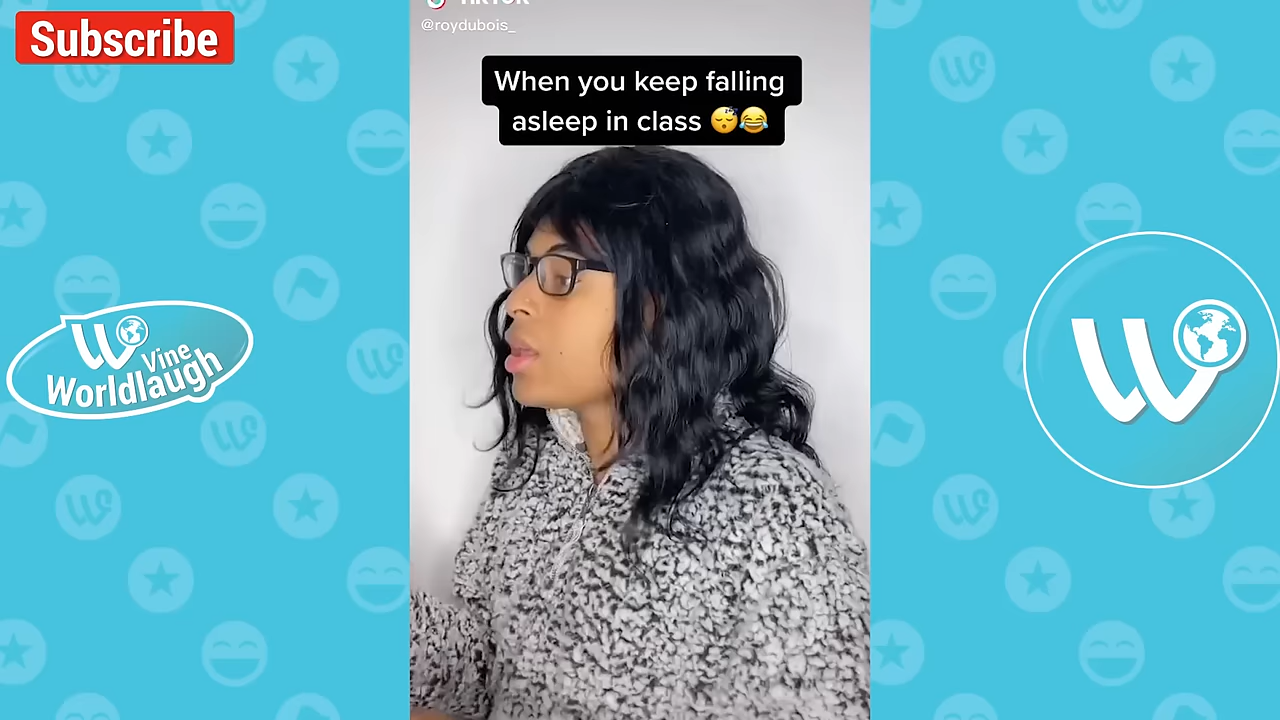 Subscribe
@roydubois_
When you keep falling
asleep in class 😴😂
W
Vine
Worldlaugh
W